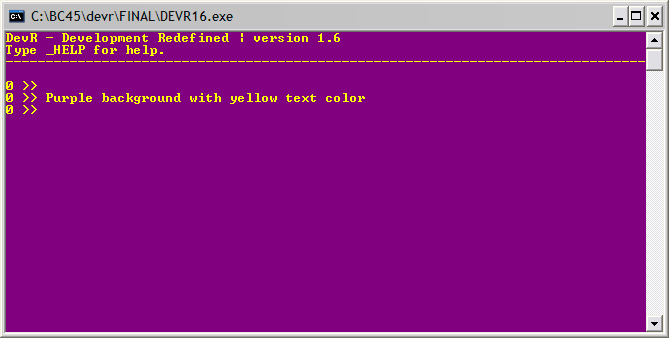 C:\BC45\devr\FINAL\DEVR16.exe
DevR - Development Redefined ¦ version 1.6
Type _HELP for help.
0 >>
0 >> Purple background with yellow text color
0 >>